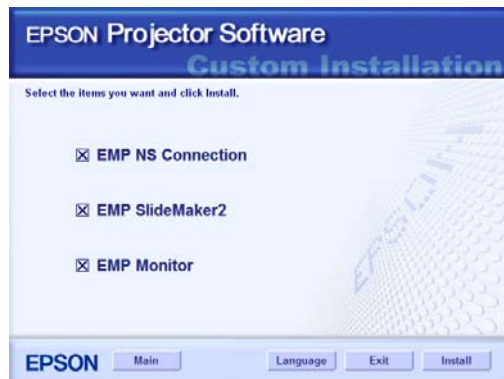 EPSON Projector Software
Custom Installation
Select the items you want and click Install.
EMP NS Connection
EMP SlideMaker2
EMP Monitor
EPSON
EPSON
Main
Language
Exit
Install